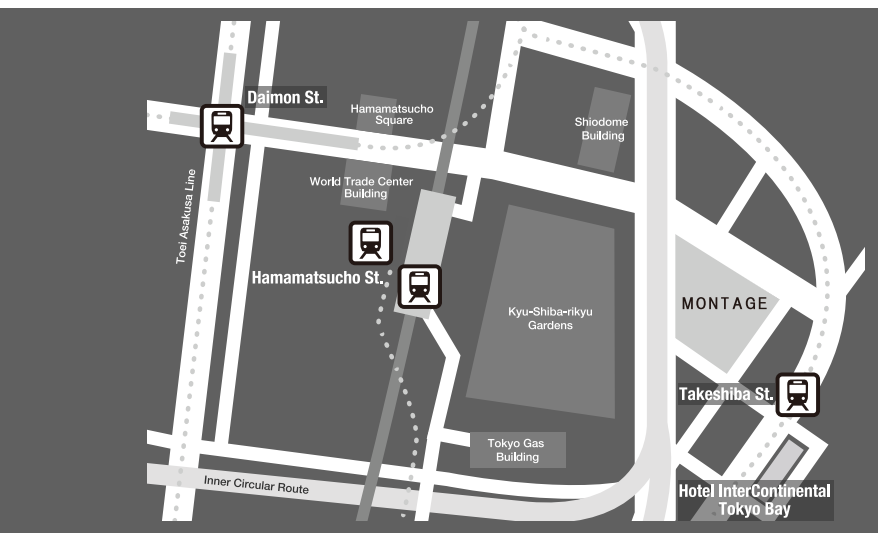 Daimon St.
Hamamatsucho
Square
Shiodome
Building
World Trade Center
Building
Toei Asakusa Line
Hamamatsucho St.
Kyu-Shiba-rikyu
Gardens
MONTAGE
Takeshiba St.
Tokyo Gas
Building
Inner Circular Route
Hotel InterContinental
Tokyo Bay